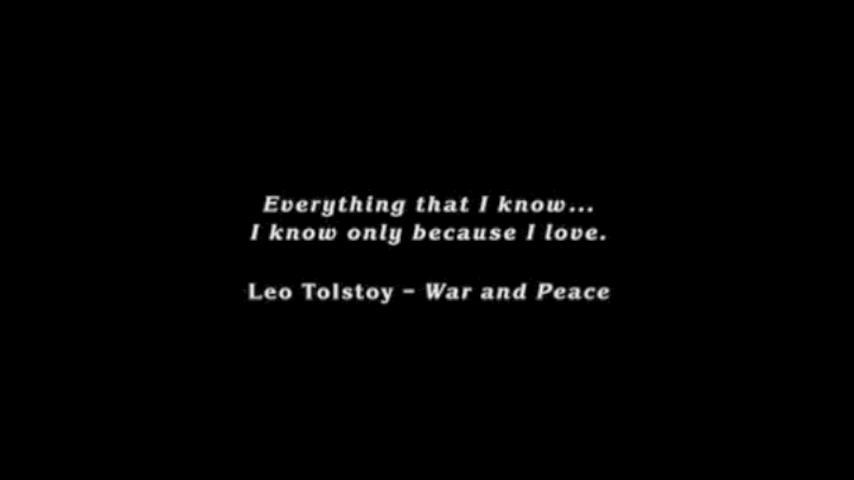 Everything that I know...
I know only because I love.
Leo Tolstoy – War and Peace